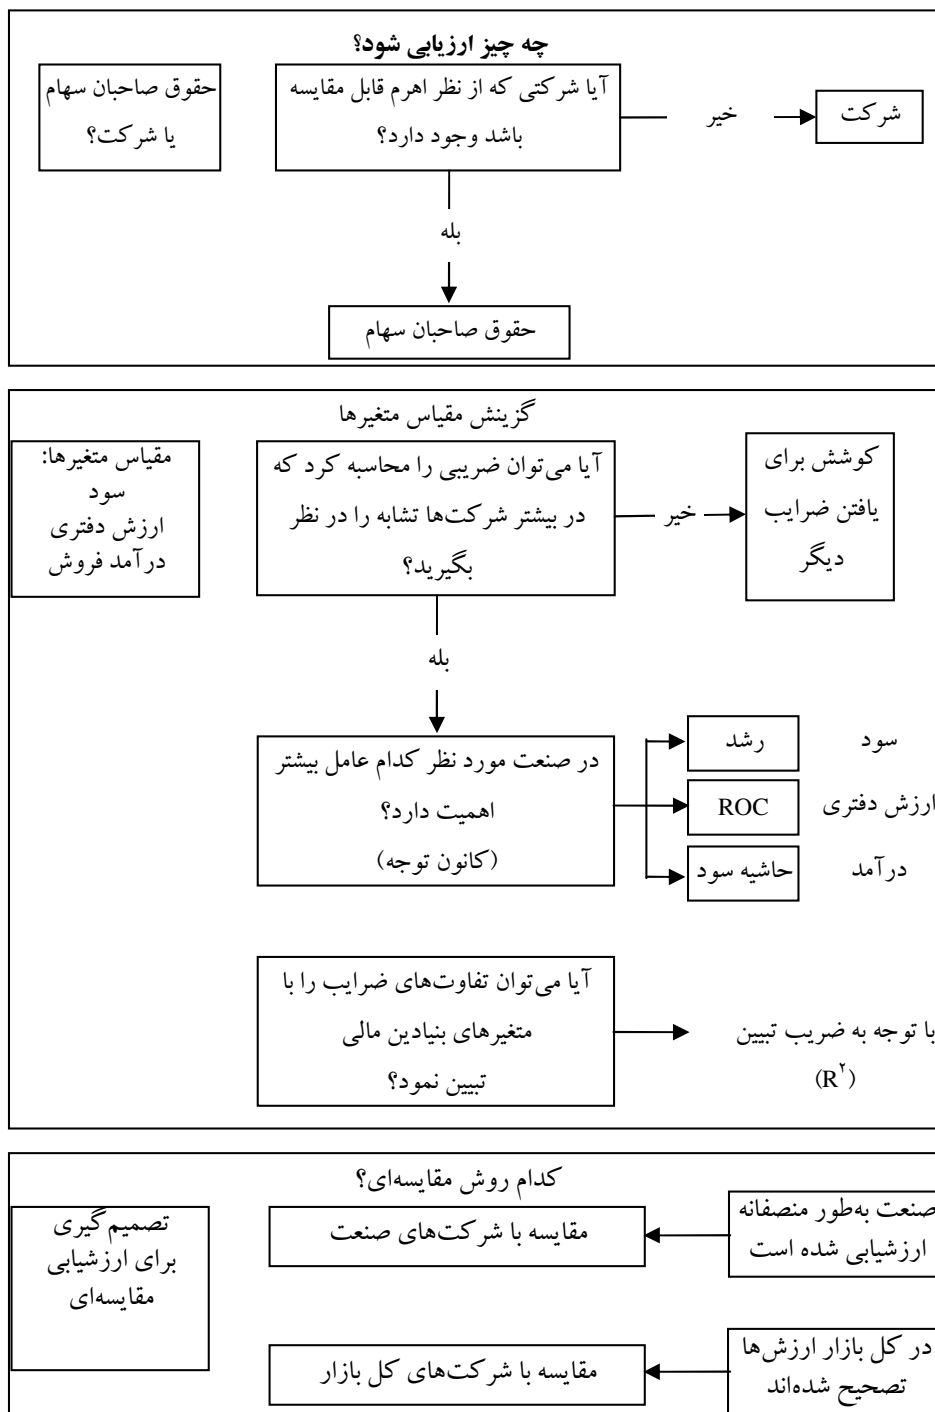 چه چیز ارزیابی شود؟
حقوق صاحبان سهام
یا شرکت؟
آیا شرکتی که از نظر اهرم قابل مقایسه
باشد وجود دارد؟
خیر
شرکت
بله
حقوق صاحبان سهام
گزینش مقیاس متغیرها
مقیاس متغیرها:
سود
ارزش دفتری
درآمد فروش
آیا می‌توان ضریبی را محاسبه کرد که
در بیشتر شرکت‌ها تشابه را در نظر
بگیرید؟
خیر
کوشش برای
یافتن ضرایب
دیگر
بله
در صنعت مورد نظر کدام عامل بیشتر
اهمیت دارد؟
(کانون توجه)
رشد
سود
ROC
ارزش دفتری
حاشیه سود
درآمد
آیا می‌توان تفاوت‌های ضرایب را با
متغیرهای بنیادین مالی
تبیین نمود؟
با توجه به ضریب تبیین
(R۲)
کدام روش مقایسه‌ای؟
تصمیم‌گیری
برای ارزشیابی
مقایسه‌ای
صنعت به‌طور منصفانه
ارزشیابی شده است
مقایسه با شرکت‌های صنعت
در کل بازار ارزش‌ها
تصحیح شده‌اند
مقایسه با شرکت‌های کل بازار